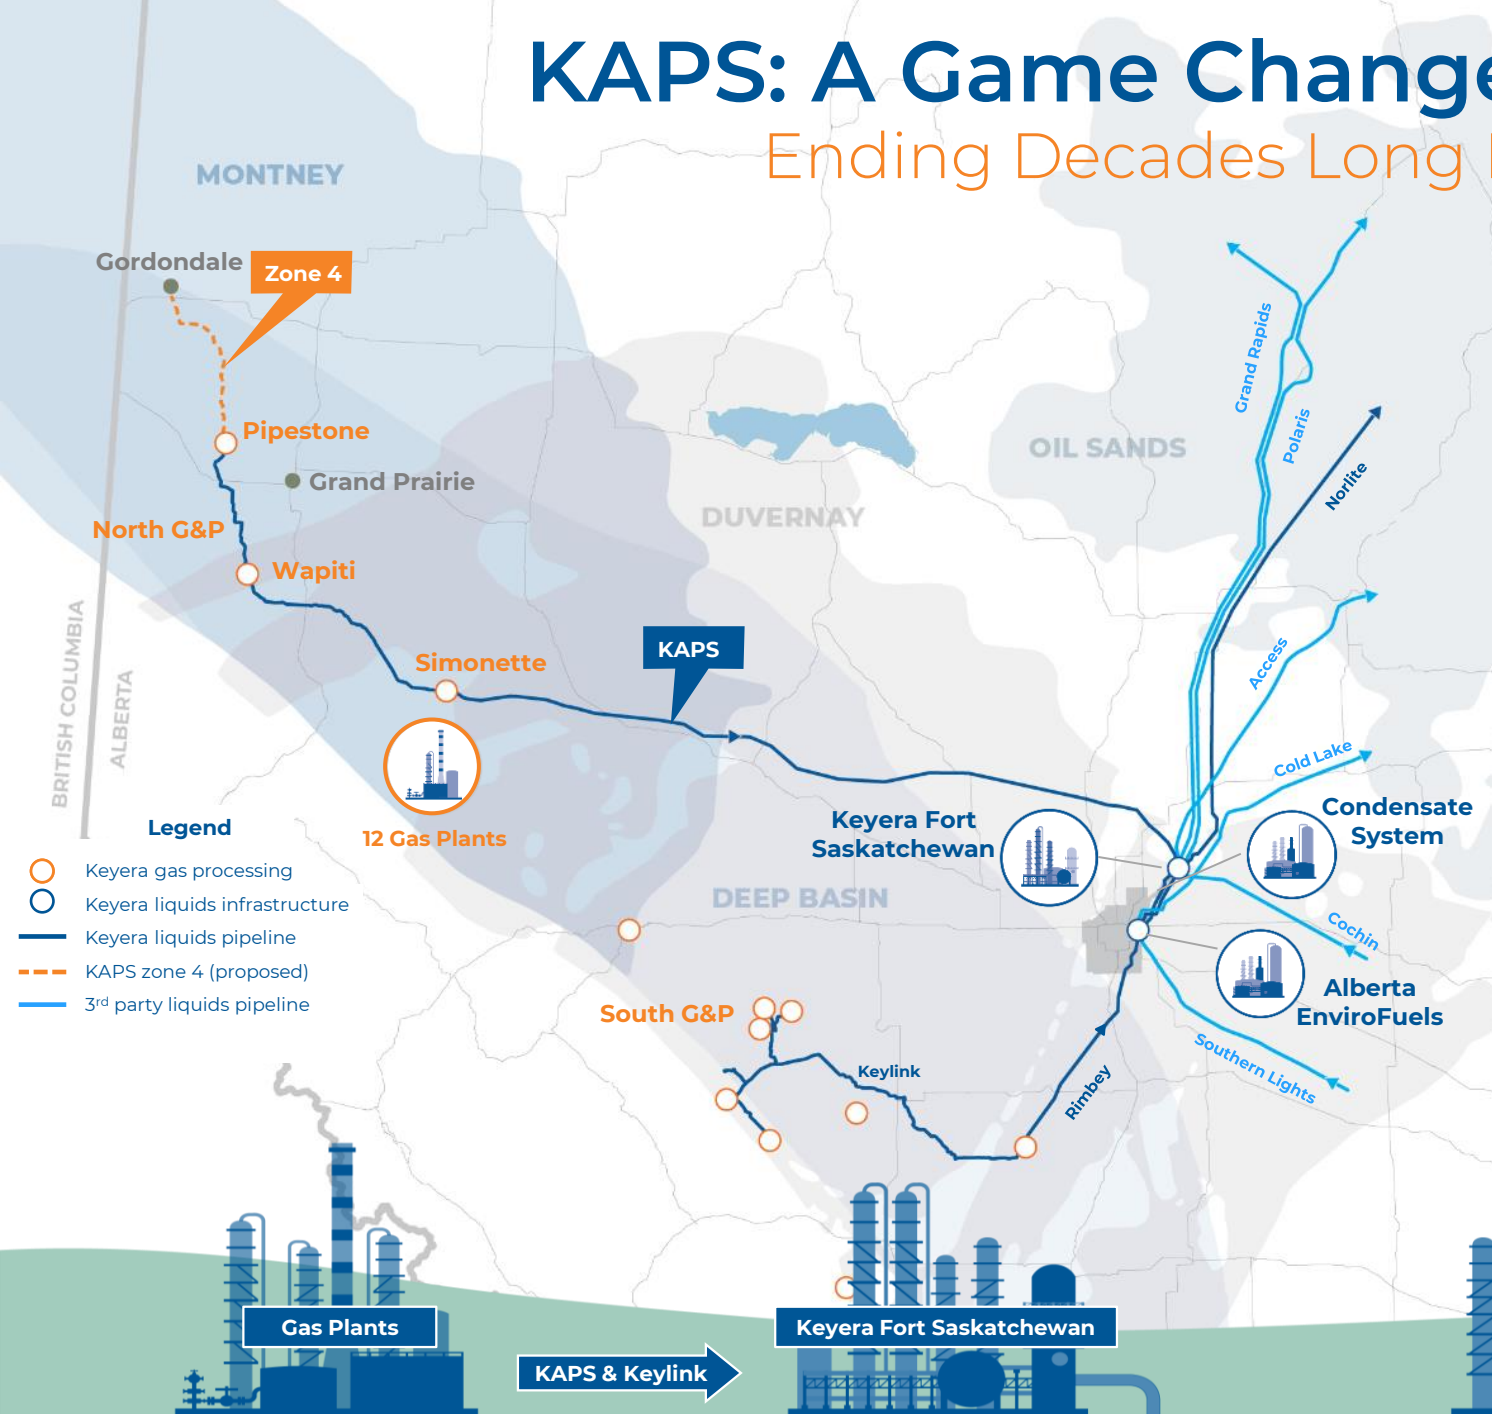 KAPS: A Game Change
Ending Decades Long
MONTNEY
Gordondale
Zone 4
Pipestone
Grand Prairie
North G&P
Wapiti
Simonette
KAPS
12 Gas Plants
BRITISH COLUMBIA
ALBERTA
OIL SANDS
DUVERNAY
DEEP BASIN
Grand Rapids
Polaris
Norlite
Access
Cold Lake
Keyera Fort
Saskatchewan
Condensate
System
Cochin
Alberta
EnviroFuels
Southern Lights
South G&P
Keylink
Rimbey
Legend
Keyera gas processing
Keyera liquids infrastructure
Keyera liquids pipeline
KAPS zone 4 (proposed)
3rd party liquids pipeline
Gas Plants
KAPS & Keylink
Keyera Fort Saskatchewan